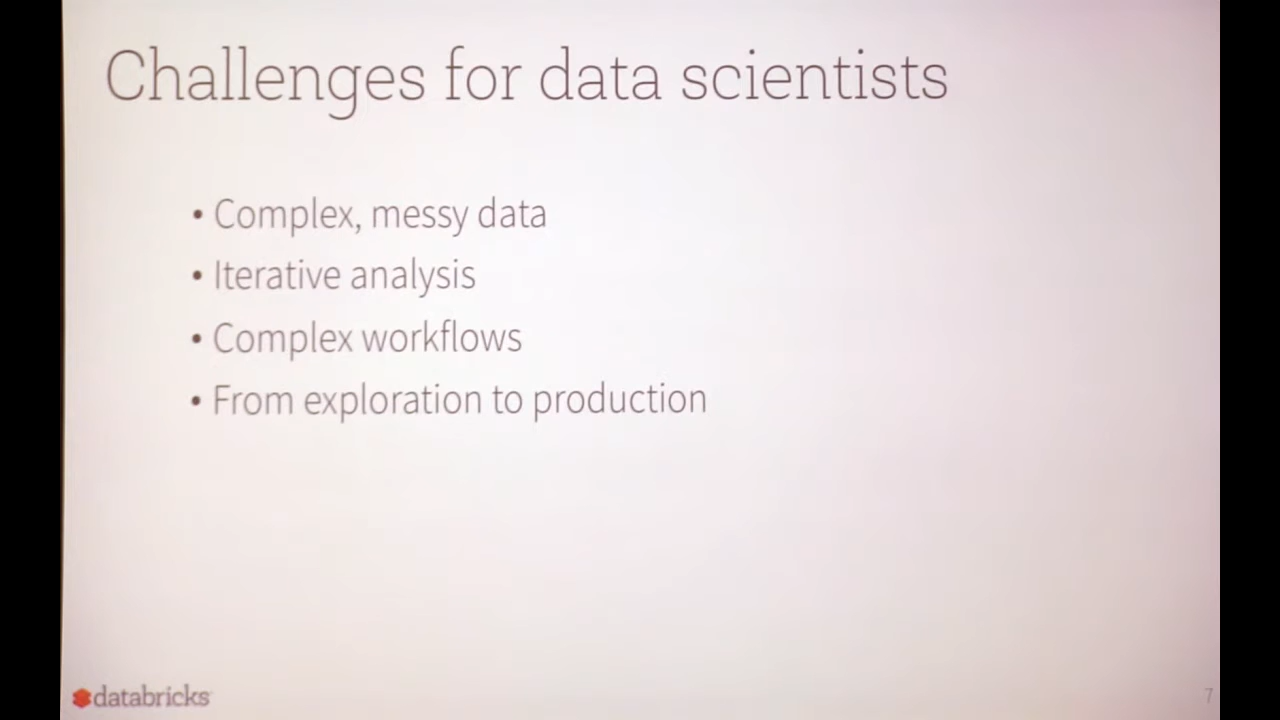 Challenges for data scientists
• Complex, messy data
• Iterative analysis
• Complex workflows
• From exploration to production
databricks
7